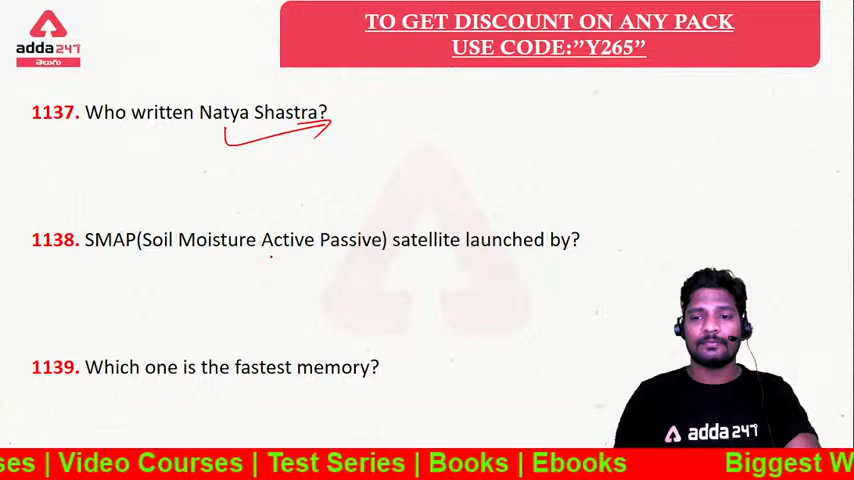 TO GET DISCOUNT ON ANY PACK
USE CODE:”Y265”
adda247
తెలుగు
1137. Who written Natya Shastra?
1138. SMAP(Soil Moisture Active Passive) satellite launched by?
1139. Which one is the fastest memory?
adda247
ses | Video Courses | Test Series | Books | Ebooks
Biggest W